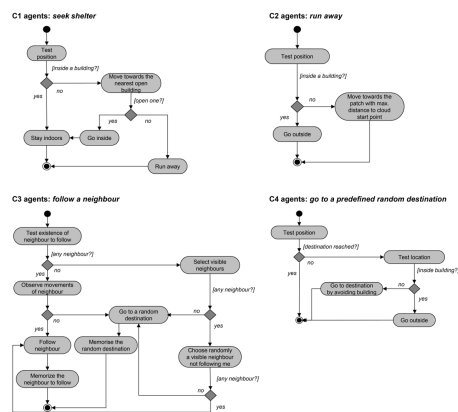 C1 agents: seek shelter
Test
position
[inside a building?]
yes
no
Move towards the
nearest open
building
[open one?]
yes
no
Stay indoors
Go inside
Run away
C2 agents: run away
Test position
[inside a building?]
yes
no
Move towards the
patch with max.
distance to cloud
start point
Go outside
C3 agents: follow a neighbour
Test existence of
neighbour to follow
[any neighbour?]
yes
no
Select visible
neighbours
Observe movements
of neighbour
[any neighbour?]
no
yes
Go to a random
destination
no
yes
Follow
neighbour
Memorise the
random destination
Choose randomly
a visible neighbour
not following me
Memorize the
neighbour to follow
[any neighbour?]
no
yes
C4 agents: go to a predefined random destination
Test position
[destination reached?]
yes
no
Test location
[inside building?]
Go to destination
by avoiding building
no
yes
Go outside